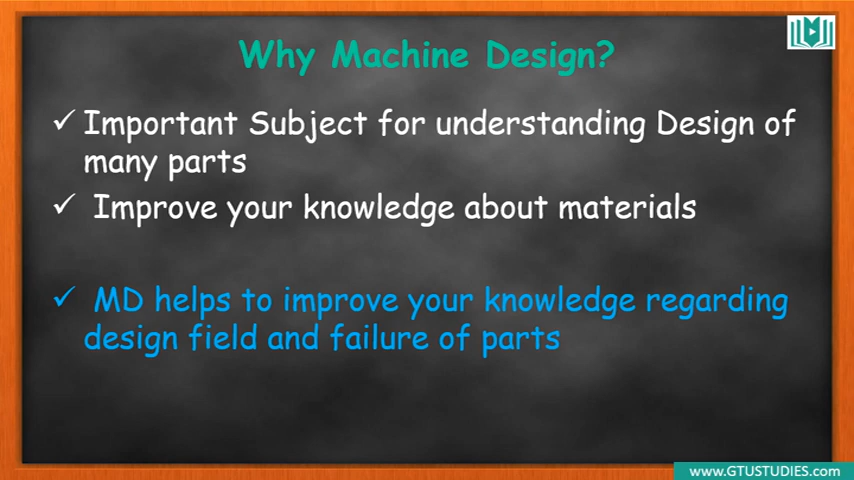 Why Machine Design?
✓ Important Subject for understanding Design of
many parts
✓ Improve your knowledge about materials
✓ MD helps to improve your knowledge regarding
design field and failure of parts
www.GTUSTUDIES.com